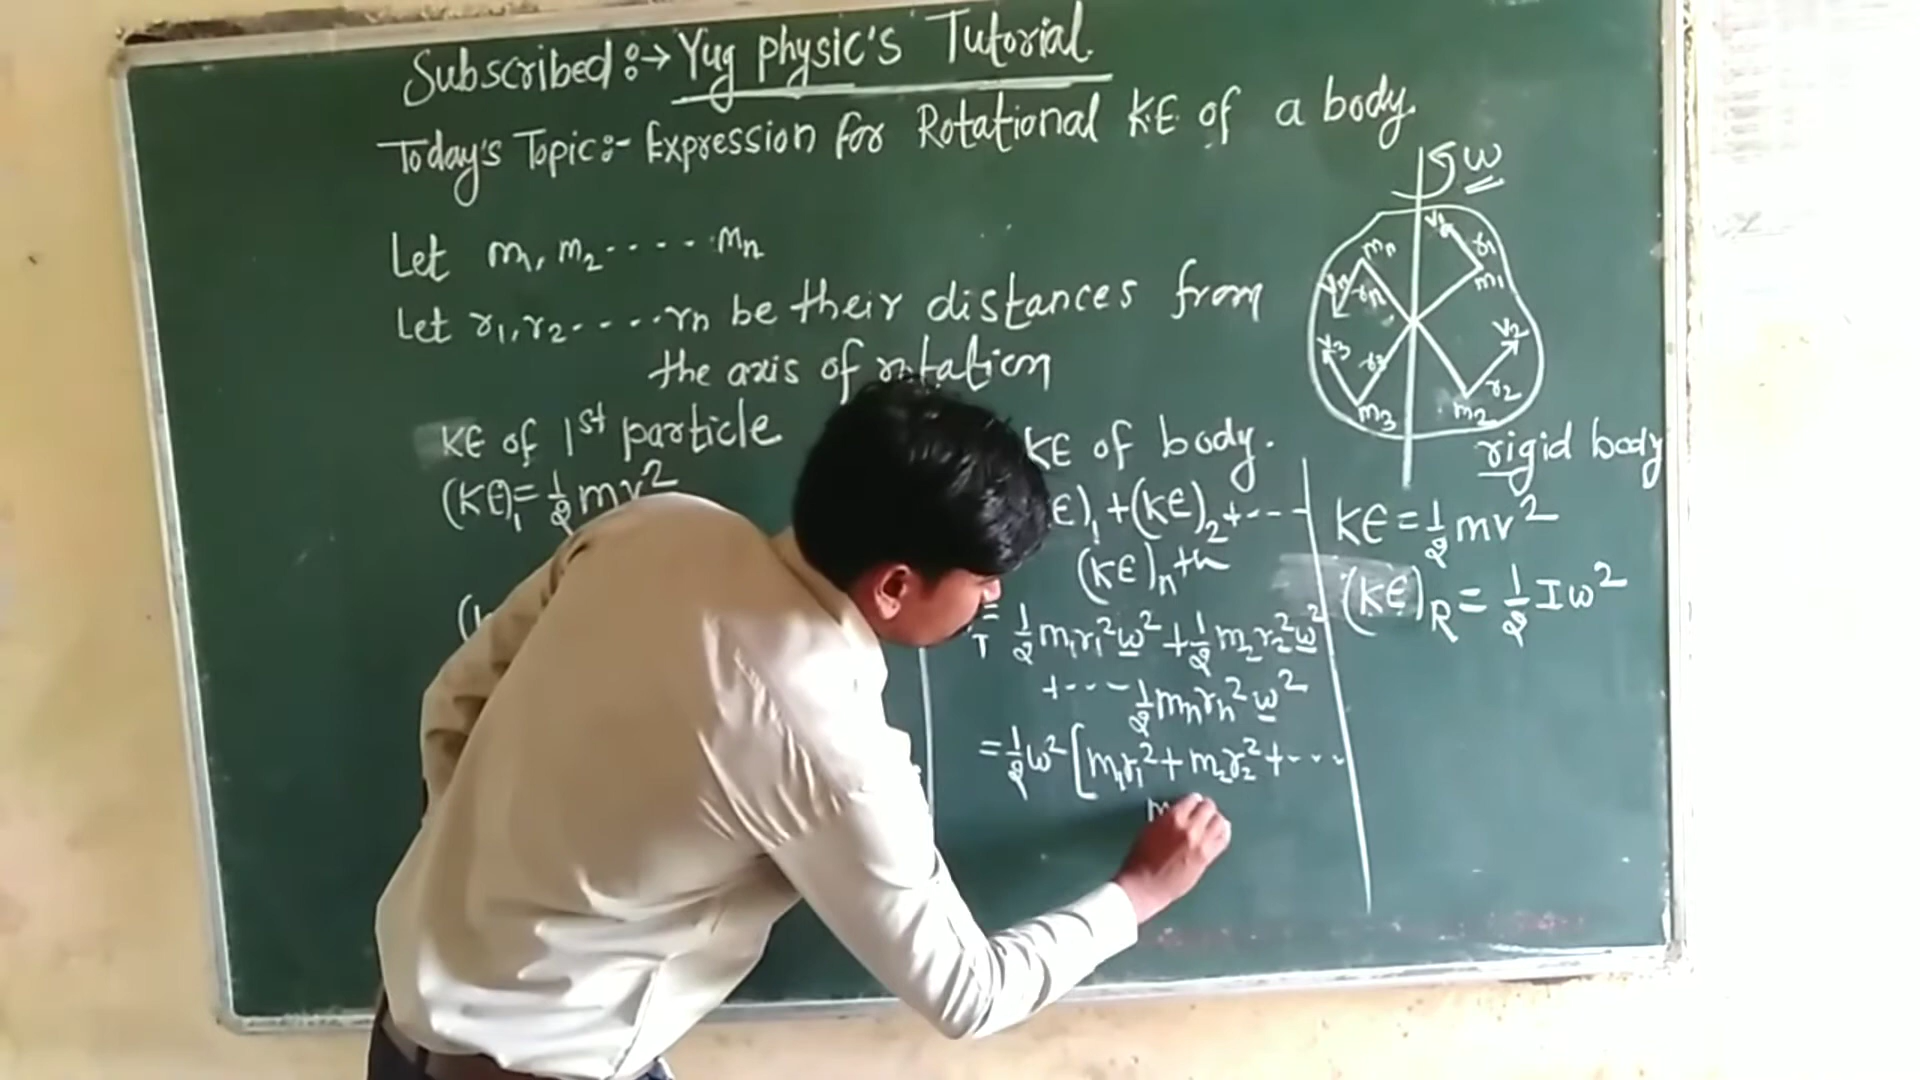 Subscribed :→ Yug physic's Tutorial.
Today's Topic:- Expression for Rotational K.E. of a body.
Let m1, m2 ..... mn
Let r1, r2 ..... rn be their distances from
the axis of rotation
KE of 1st particle
(KE)1 = 1/2 mv²
KE of body.
)1 + (KE)2 + ---
(KE)nth
= 1/2 m1r1²ω² + 1/2 m2r2²ω²
+ --- 1/2 mnrn²ω²
= 1/2 ω² [m1r1² + m2r2² + ---
m
ω
v1
r1
m1
mn
vn
rn
v2
r2
m2
v3
r3
m3
rigid body
KE = 1/2 mv²
(KE)R = 1/2 Iω²